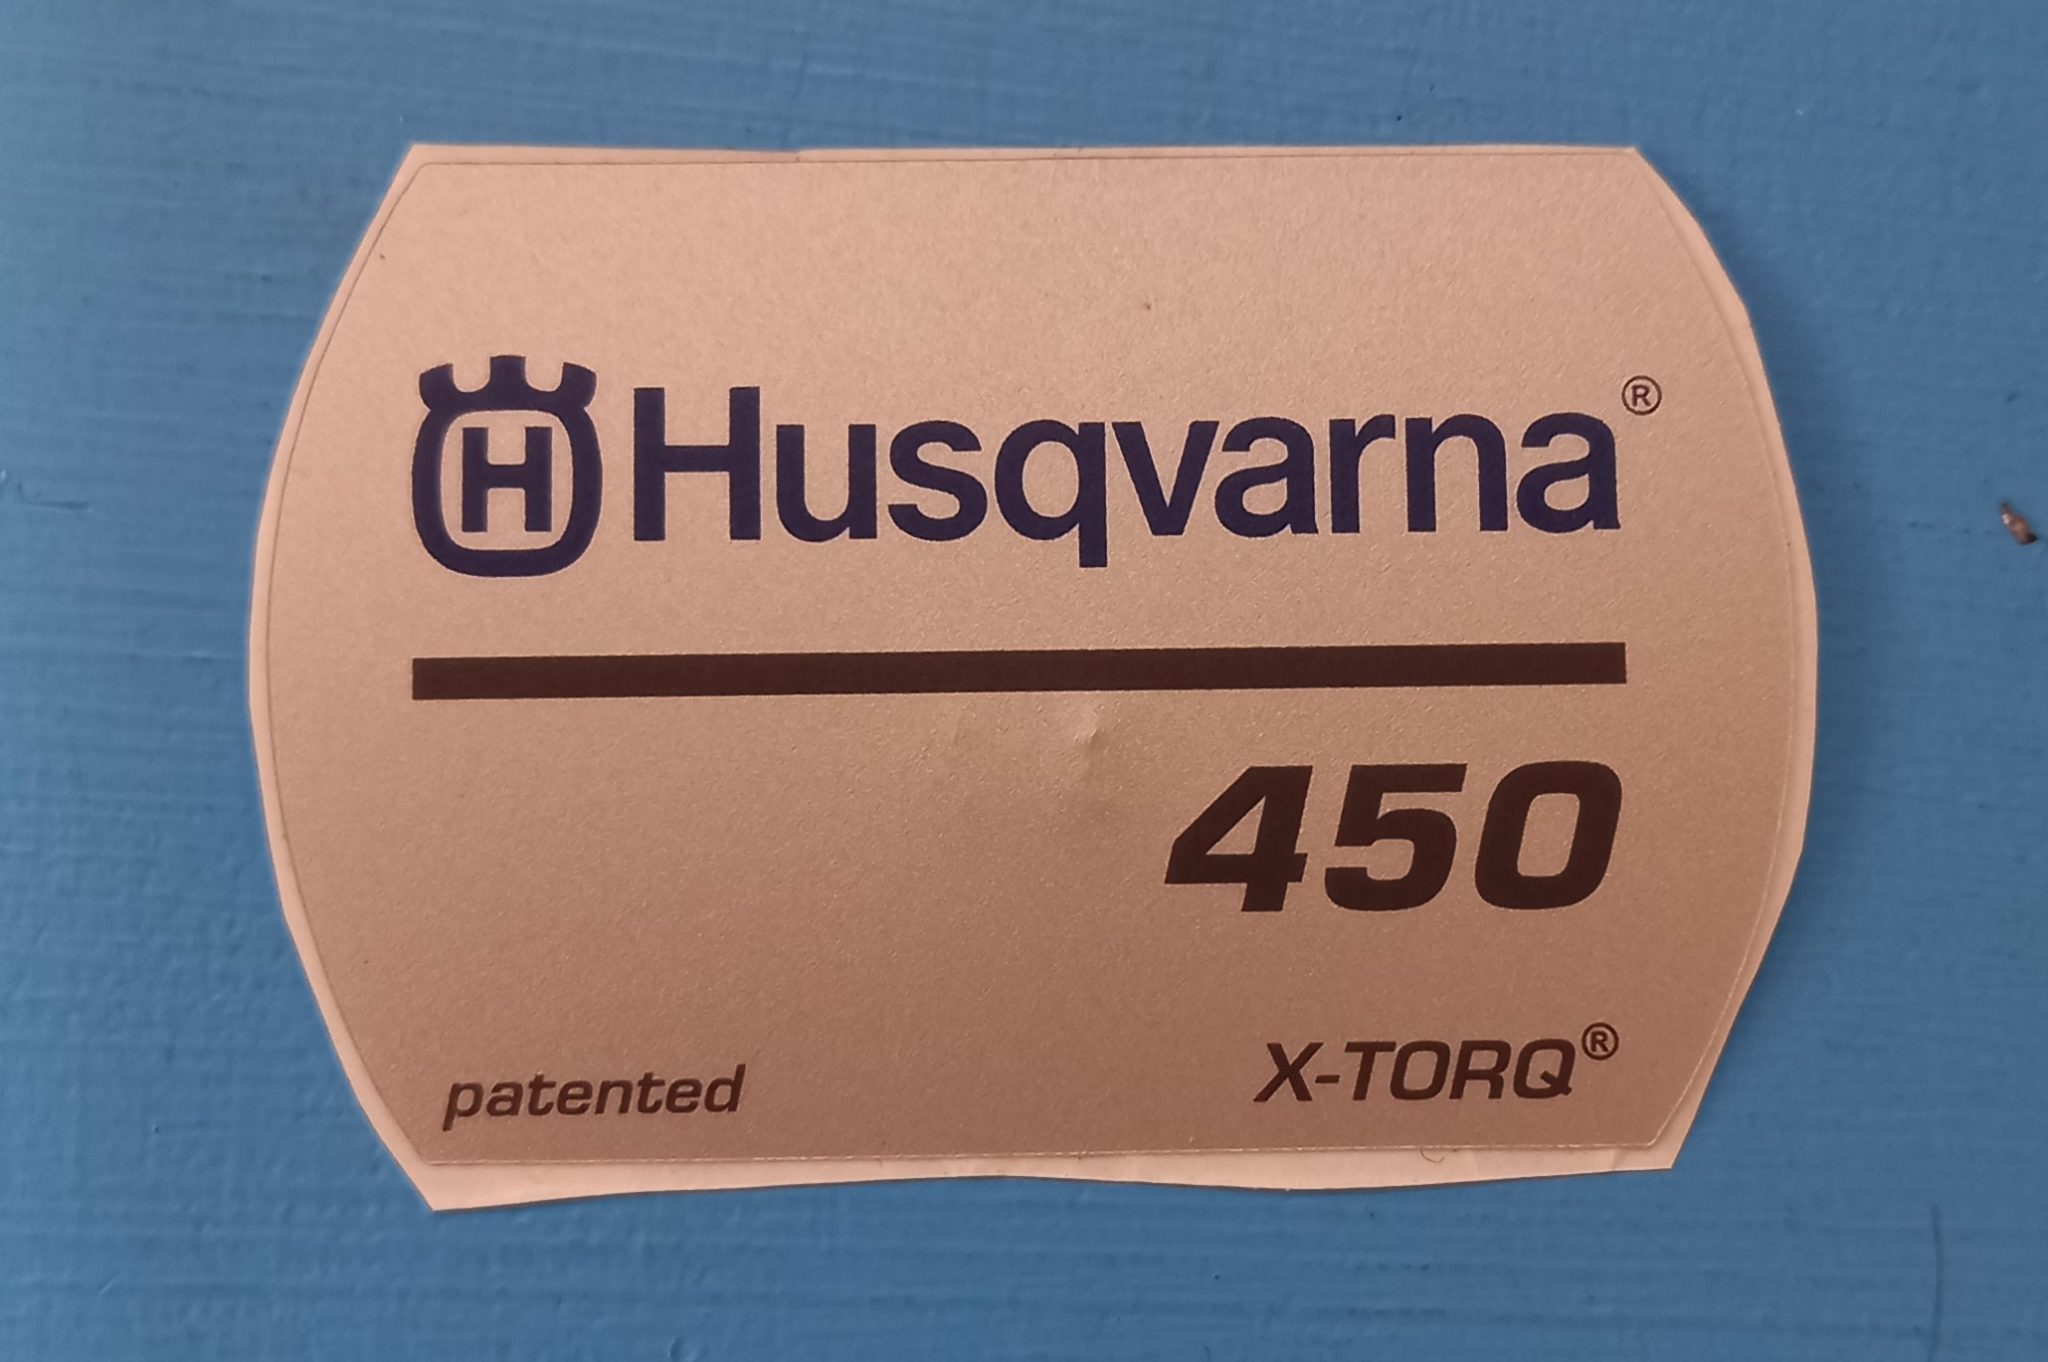 H Husqvarna®
450
patented X-TORQ®